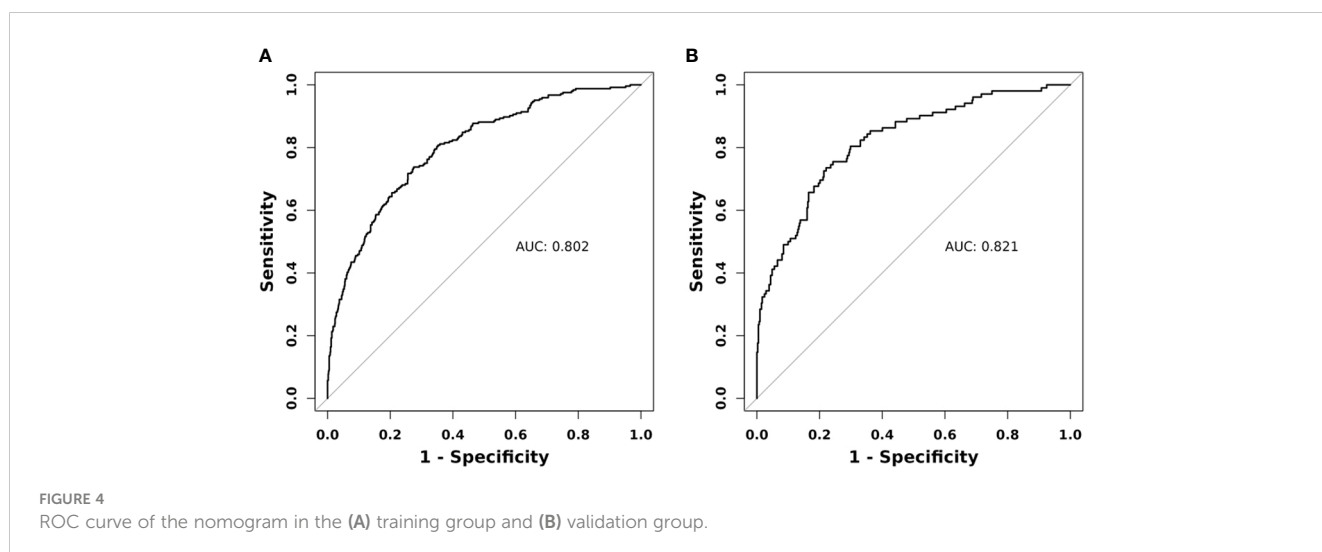 A
B
1.0
0.8
0.6
0.4
0.2
0.0
Sensitivity
AUC: 0.802
0.0 0.2 0.4 0.6 0.8 1.0
1 - Specificity
1.0
0.8
0.6
0.4
0.2
0.0
Sensitivity
AUC: 0.821
0.0 0.2 0.4 0.6 0.8 1.0
1 - Specificity
FIGURE 4
ROC curve of the nomogram in the (A) training group and (B) validation group.